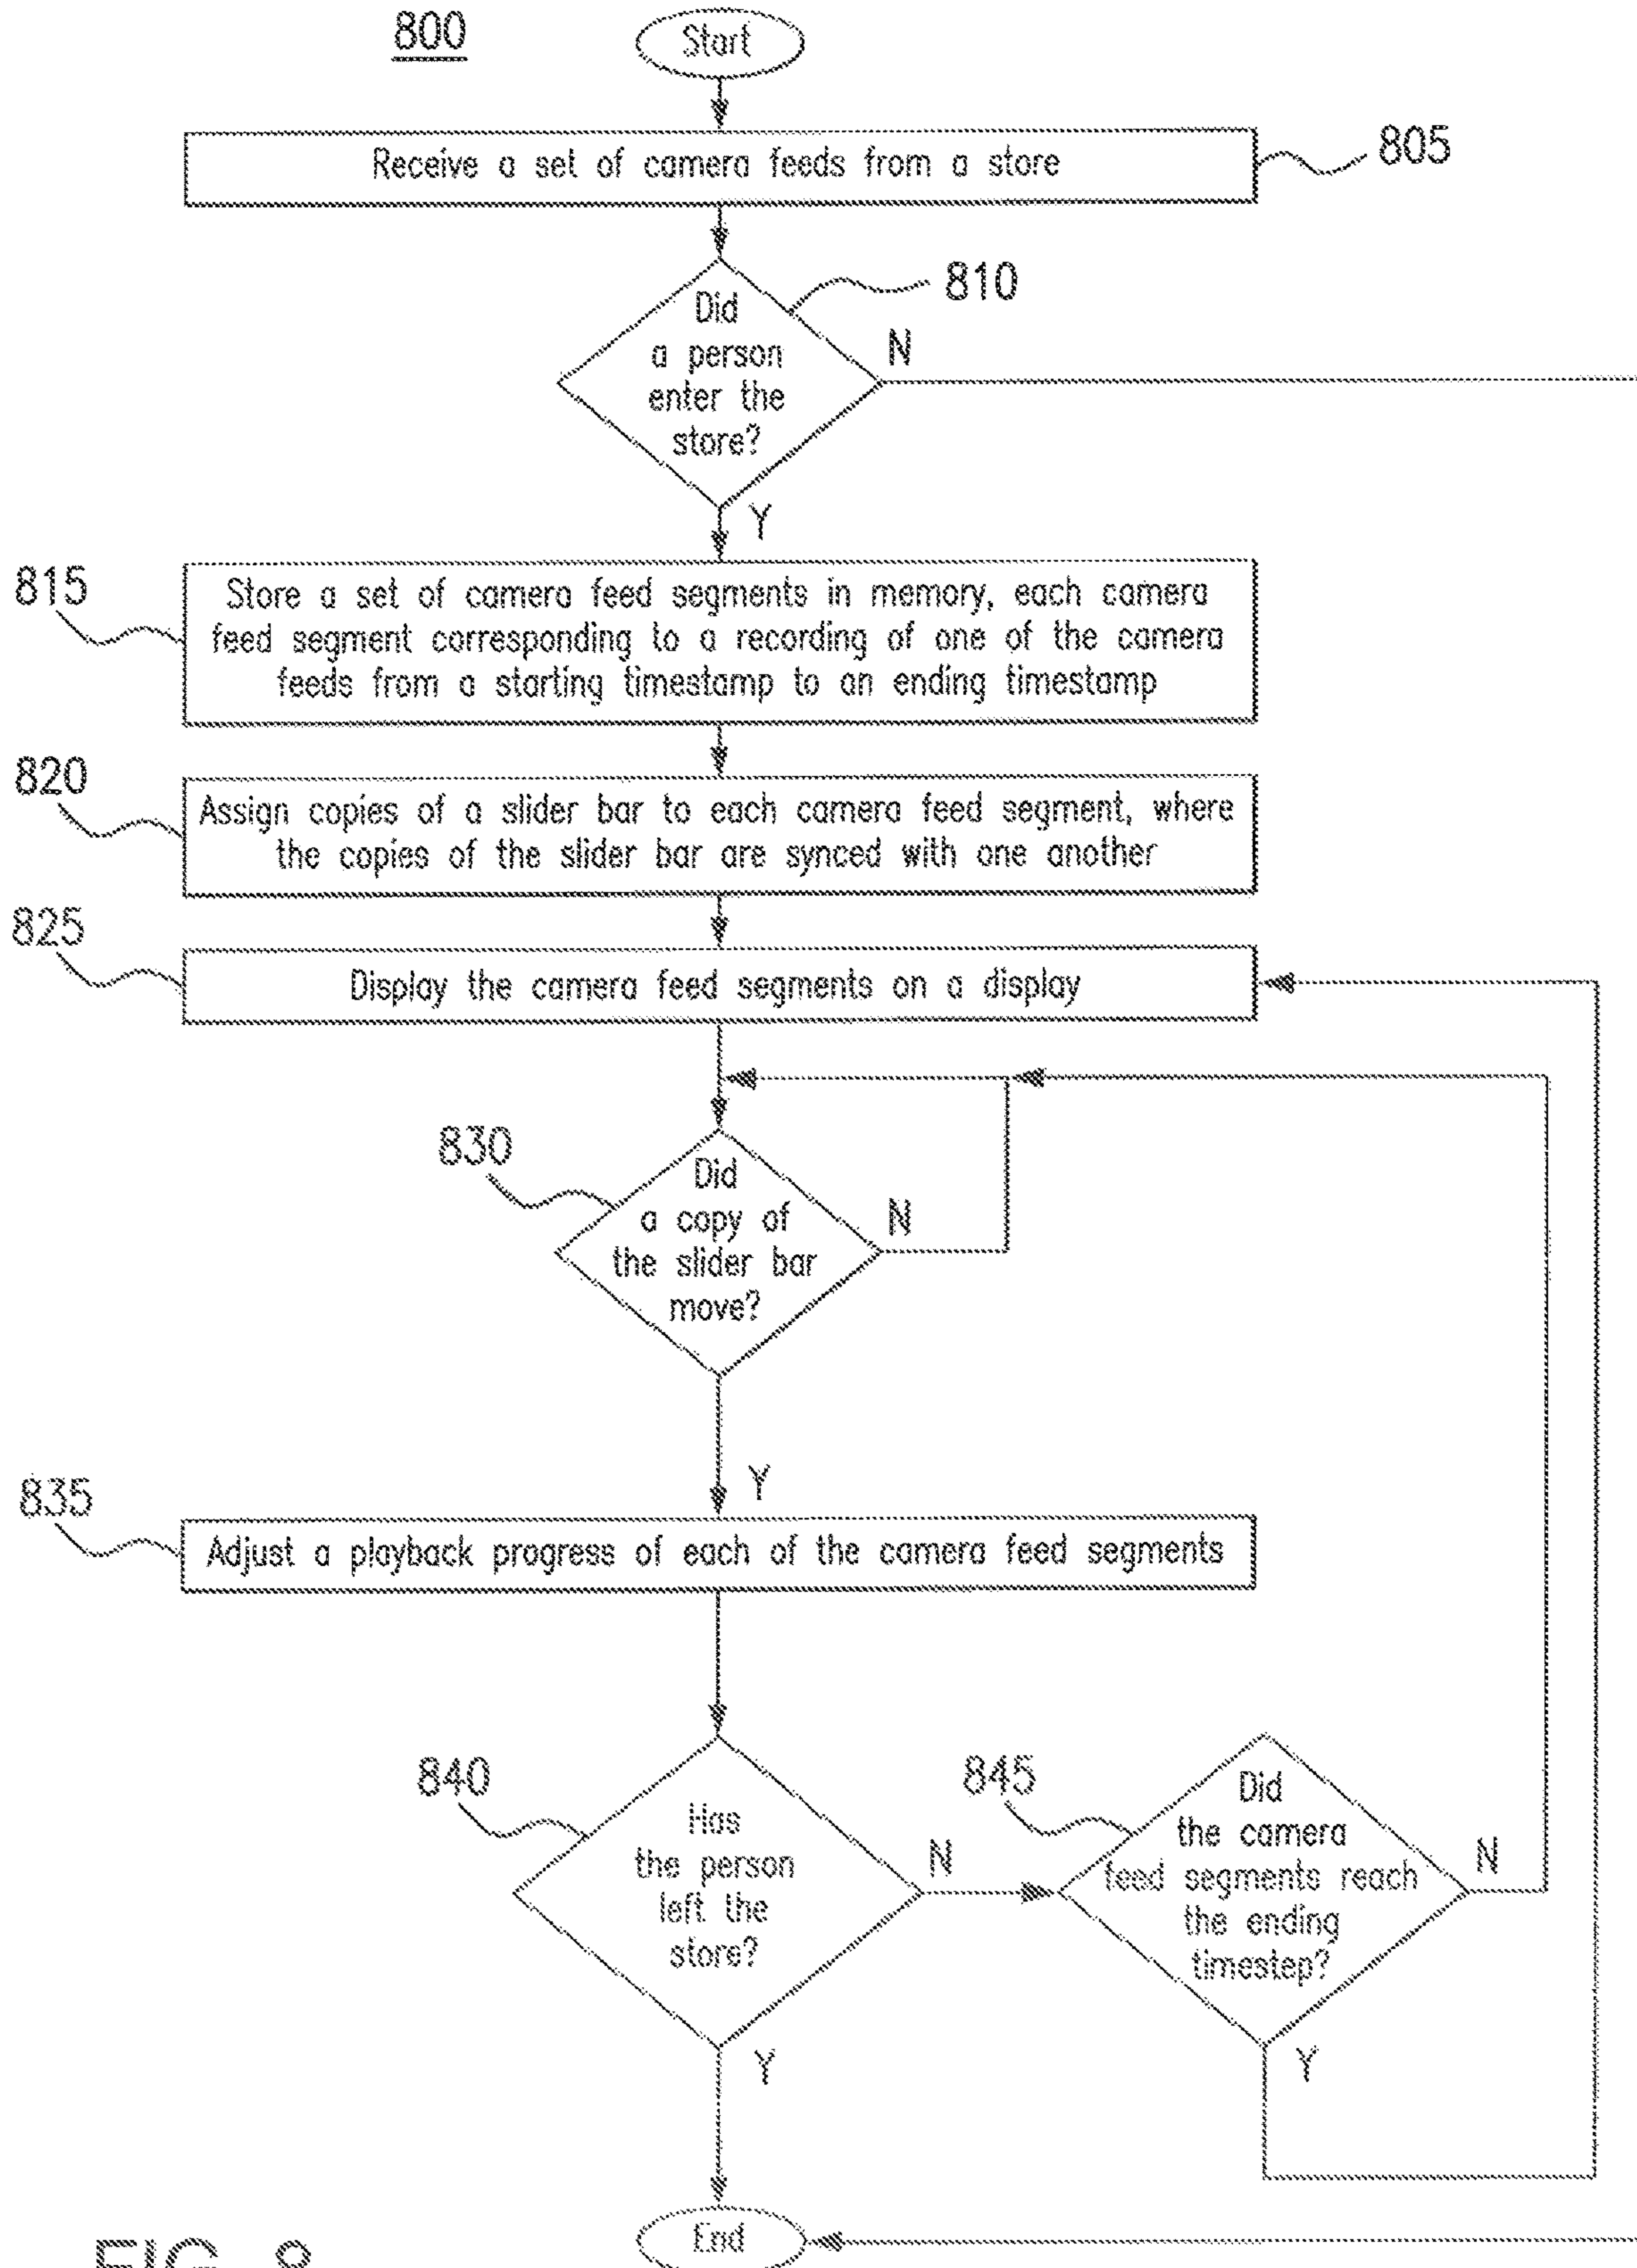 800
Start
Receive a set of camera feeds from a store
805
810
Did
a person
enter the
store?
N
Y
815
Store a set of camera feed segments in memory, each camera
feed segment corresponding to a recording of one of the camera
feeds from a starting timestamp to an ending timestamp
820
Assign copies of a slider bar to each camera feed segment, where
the copies of the slider bar are synced with one another
825
Display the camera feed segments on a display
830
Did
a copy of
the slider bar
move?
N
Y
835
Adjust a playback progress of each of the camera feed segments
840
Has
the person
left the
store?
N
Y
845
Did
the camera
feed segments reach
the ending
timestep?
N
Y
End
FIG. 8